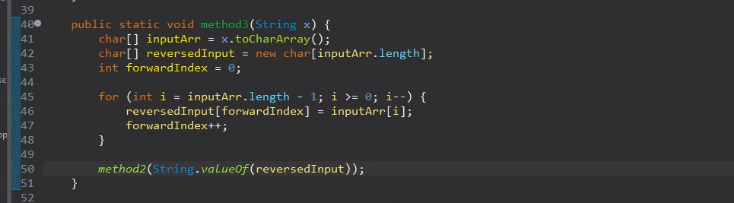 39
40 public static void method3(String x) {
41 char[] inputArr = x.toCharArray();
42 char[] reversedInput = new char[inputArr.length];
43 int forwardIndex = 0;
44
45 for (int i = inputArr.length - 1; i >= 0; i--) {
46 reversedInput[forwardIndex] = inputArr[i];
47 forwardIndex++;
48 }
49
50 method2(String.valueOf(reversedInput));
51 }
52